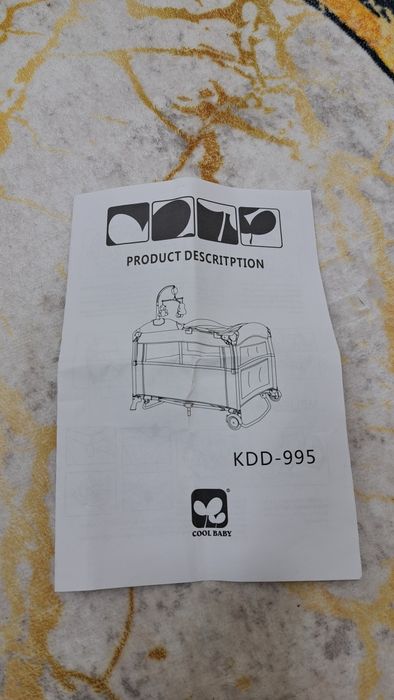 PRODUCT DESCRITPTION
KDD-995
®
COOL BABY